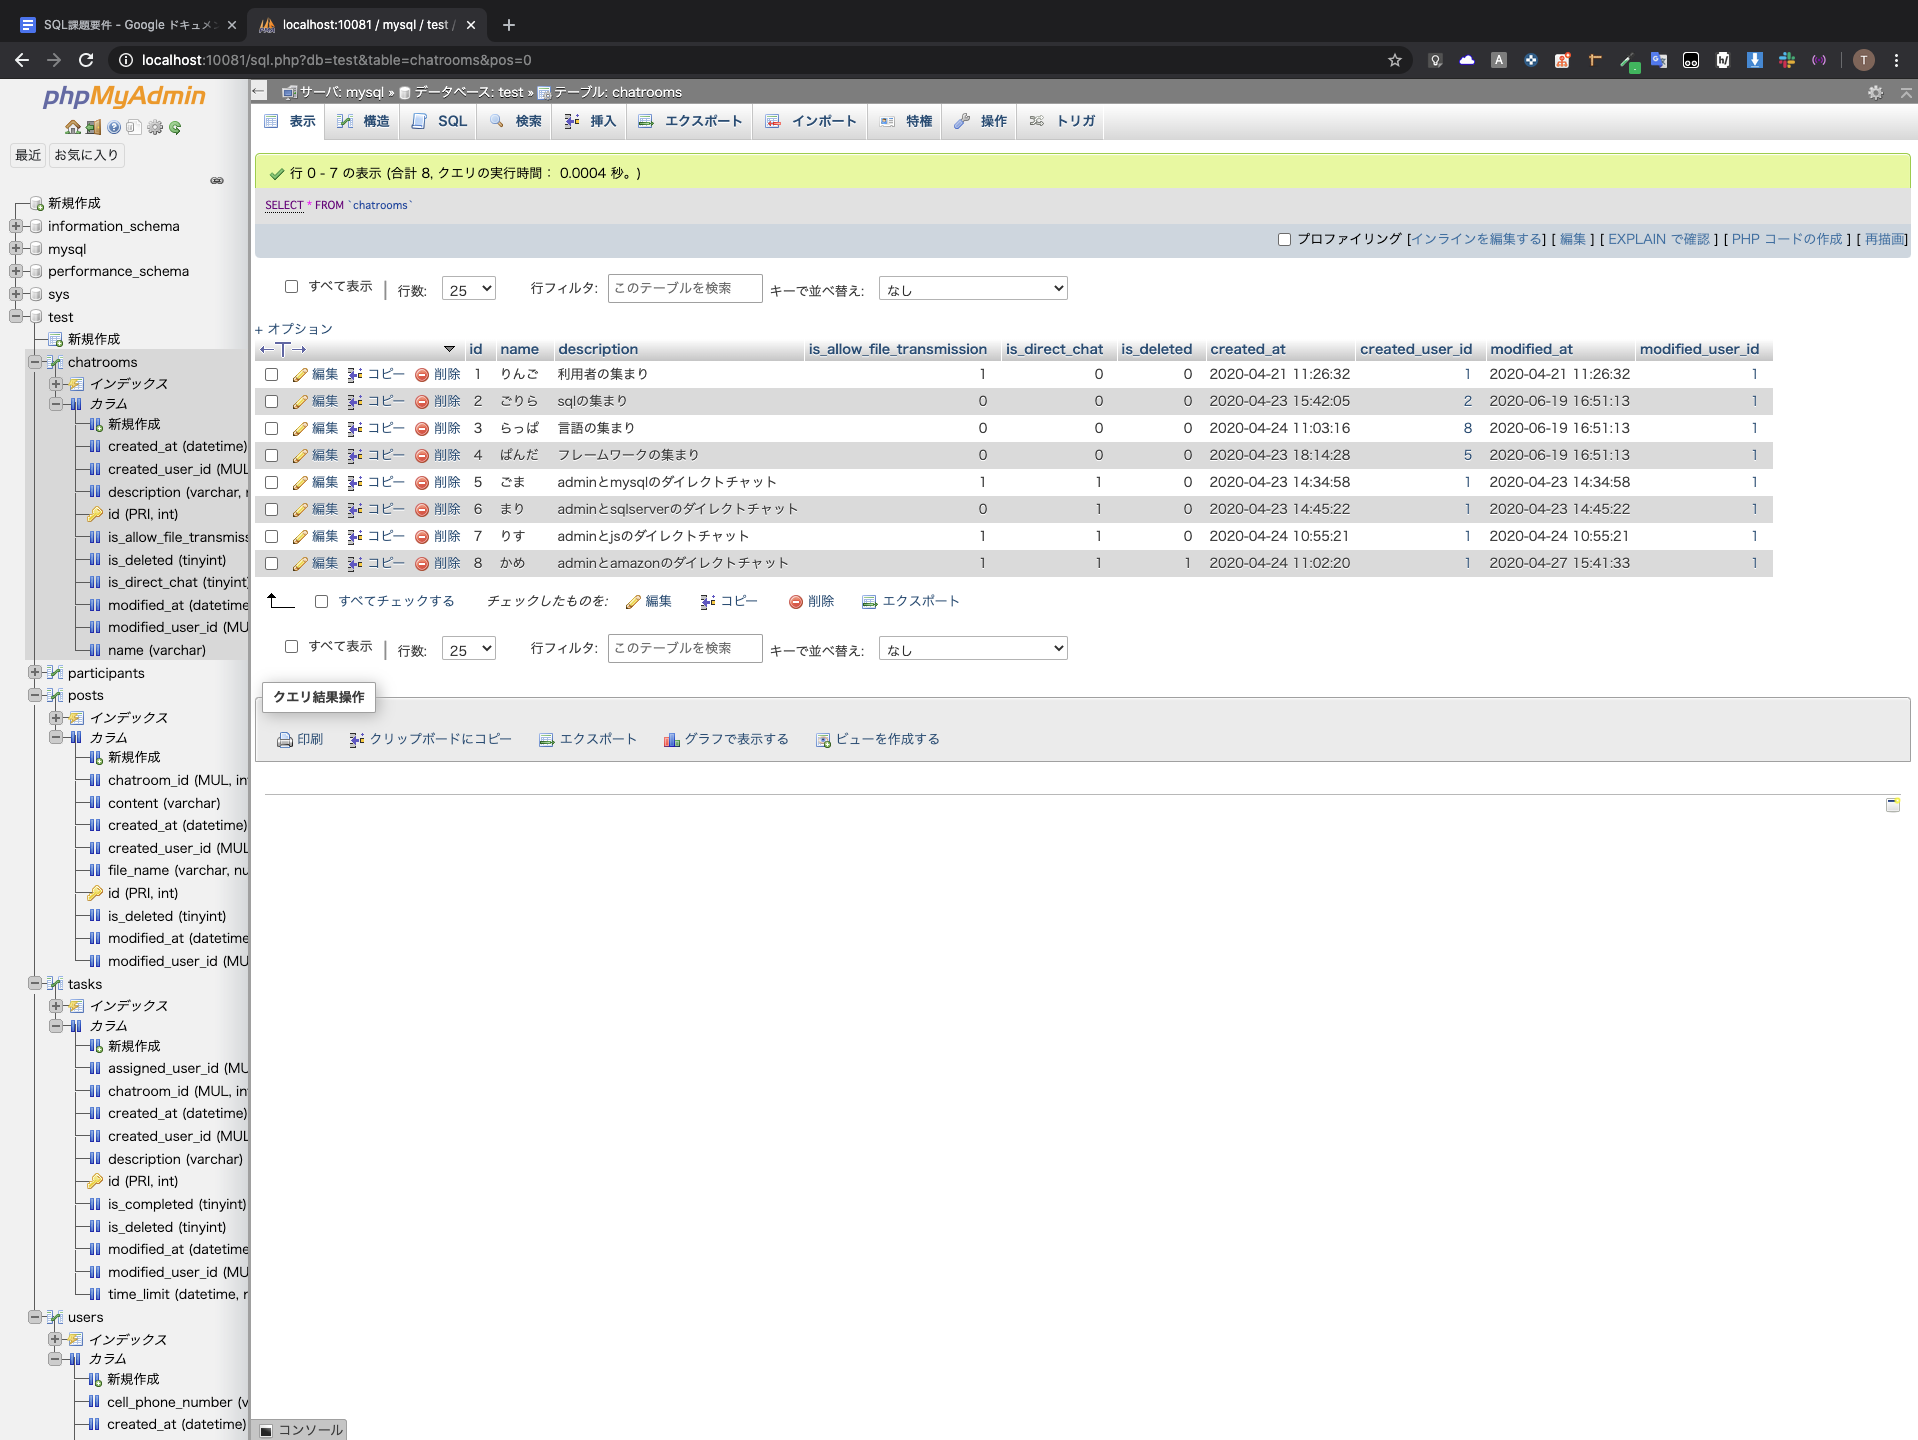 SQL課題要件 - Google ドキュメン
localhost:10081 / mysql / test /
localhost:10081/sql.php?db=test&table=chatrooms&pos=0
T
phpMyAdmin
最近 お気に入り
新規作成
information_schema
mysql
performance_schema
sys
test
新規作成
chatrooms
インデックス
カラム
新規作成
created_at (datetime)
created_user_id (MUL
description (varchar, n
id (PRI, int)
is_allow_file_transmiss
is_deleted (tinyint)
is_direct_chat (tinyint)
modified_at (datetime
modified_user_id (MU
name (varchar)
participants
posts
インデックス
カラム
新規作成
chatroom_id (MUL, in
content (varchar)
created_at (datetime)
created_user_id (MUL
file_name (varchar, nu
id (PRI, int)
is_deleted (tinyint)
modified_at (datetime
modified_user_id (MU
tasks
インデックス
カラム
新規作成
assigned_user_id (MU
chatroom_id (MUL, in
created_at (datetime)
created_user_id (MUL
description (varchar)
id (PRI, int)
is_completed (tinyint)
is_deleted (tinyint)
modified_at (datetime
modified_user_id (MU
time_limit (datetime, n
users
インデックス
カラム
新規作成
cell_phone_number (v
created_at (datetime)
サーバ: mysql » データベース: test » テーブル: chatrooms
表示 構造 SQL 検索 挿入 エクスポート インポート 特権 操作 トリガ
行 0 - 7 の表示 (合計 8, クエリの実行時間： 0.0004 秒。)
SELECT * FROM `chatrooms`
プロファイリング [インラインを編集する] [ 編集 ] [ EXPLAIN で確認 ] [ PHP コードの作成 ] [ 再描画]
すべて表示 | 行数: 25 行フィルタ: このテーブルを検索 キーで並べ替え: なし
+ オプション
←T→ id name description is_allow_file_transmission is_direct_chat is_deleted created_at created_user_id modified_at modified_user_id
編集 コピー 削除 1 りんご 利用者の集まり 1 0 0 2020-04-21 11:26:32 1 2020-04-21 11:26:32 1
編集 コピー 削除 2 ごりら sqlの集まり 0 0 0 2020-04-23 15:42:05 2 2020-06-19 16:51:13 1
編集 コピー 削除 3 らっぱ 言語の集まり 0 0 0 2020-04-24 11:03:16 8 2020-06-19 16:51:13 1
編集 コピー 削除 4 ぱんだ フレームワークの集まり 0 0 0 2020-04-23 18:14:28 5 2020-06-19 16:51:13 1
編集 コピー 削除 5 ごま adminとmysqlのダイレクトチャット 1 1 0 2020-04-23 14:34:58 1 2020-04-23 14:34:58 1
編集 コピー 削除 6 まり adminとsqlserverのダイレクトチャット 0 1 0 2020-04-23 14:45:22 1 2020-04-23 14:45:22 1
編集 コピー 削除 7 りす adminとjsのダイレクトチャット 1 1 0 2020-04-24 10:55:21 1 2020-04-24 10:55:21 1
編集 コピー 削除 8 かめ adminとamazonのダイレクトチャット 1 1 1 2020-04-24 11:02:20 1 2020-04-27 15:41:33 1
すべてチェックする チェックしたものを: 編集 コピー 削除 エクスポート
すべて表示 | 行数: 25 行フィルタ: このテーブルを検索 キーで並べ替え: なし
クエリ結果操作
印刷 クリップボードにコピー エクスポート グラフで表示する ビューを作成する
コンソール